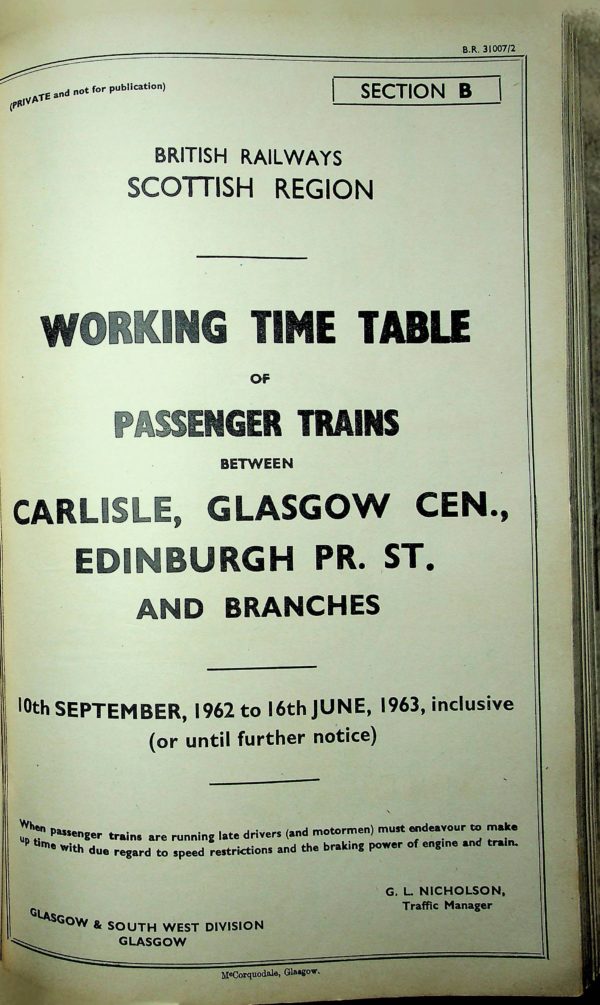 B.R. 31007/2
(PRIVATE and not for publication)
SECTION B
BRITISH RAILWAYS
SCOTTISH REGION
WORKING TIME TABLE
OF
PASSENGER TRAINS
BETWEEN
CARLISLE, GLASGOW CEN.,
EDINBURGH PR. ST.
AND BRANCHES
10th SEPTEMBER, 1962 to 16th JUNE, 1963, inclusive
(or until further notice)
When passenger trains are running late drivers (and motormen) must endeavour to make
up time with due regard to speed restrictions and the braking power of engine and train.
G. L. NICHOLSON,
Traffic Manager
GLASGOW & SOUTH WEST DIVISION
GLASGOW
McCorquodale, Glasgow.